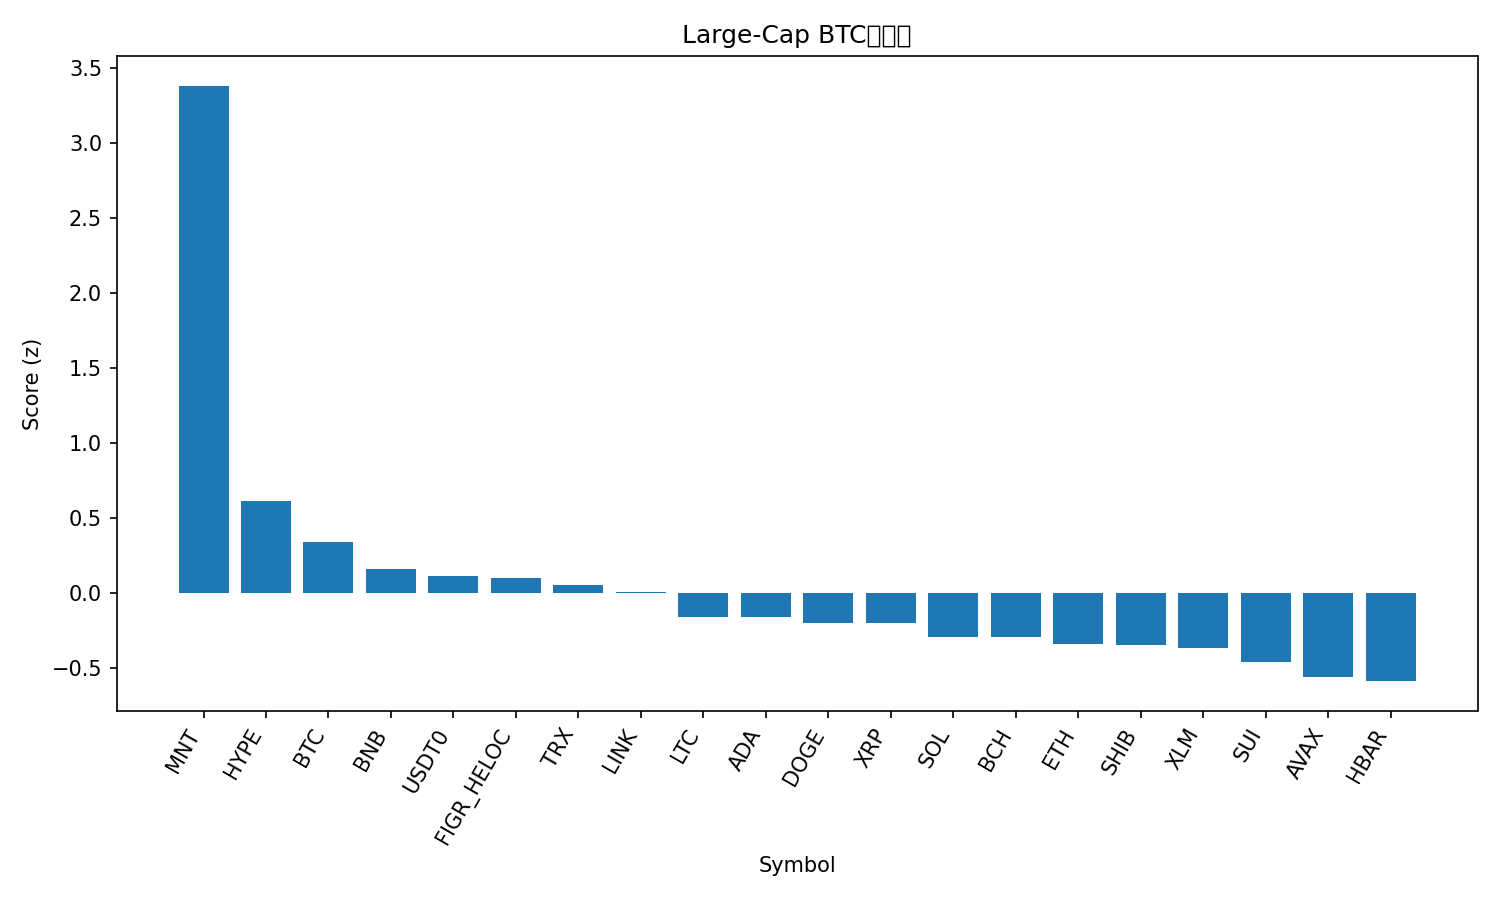 Large-Cap BTC
3.5
3.0
2.5
2.0
1.5
1.0
0.5
0.0
−0.5
Score (z)
MNT
HYPE
BTC
BNB
USDT0
FIGR_HELOC
TRX
LINK
LTC
ADA
DOGE
XRP
SOL
BCH
ETH
SHIB
XLM
SUI
AVAX
HBAR
Symbol